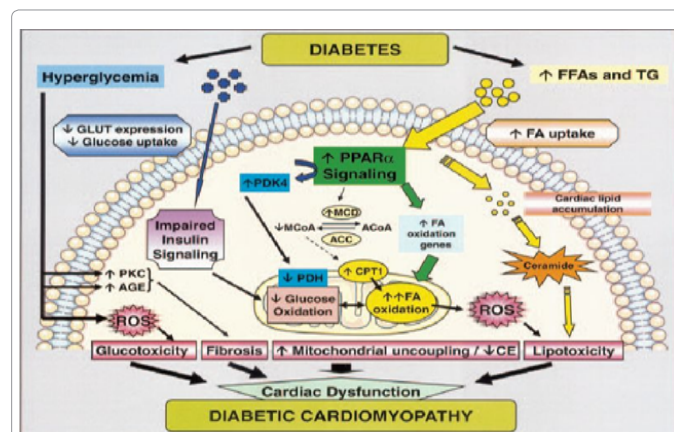 DIABETES
Hyperglycemia
↑ FFAs and TG
↓ GLUT expression
↓ Glucose uptake
↑ FA uptake
↑ PPARα
Signaling
↑PDK4
Cardiac lipid
accumulation
↑MCD
↓MCoA
ACoA
ACC
↑ FA
oxidation
genes
Impaired
Insulin
Signaling
Ceramide
↓ PDH
↑ CPT1
↑ PKC
↑ AGE
↓ Glucose
Oxidation
↑↑FA
oxidation
ROS
ROS
Glucotoxicity
Fibrosis
↑ Mitochondrial uncoupling / ↓CE
Lipotoxicity
Cardiac Dysfunction
DIABETIC CARDIOMYOPATHY